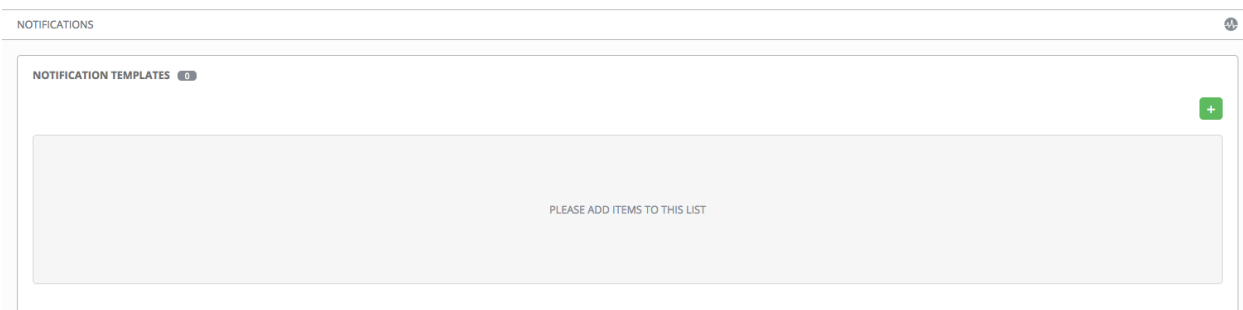 NOTIFICATIONS
NOTIFICATION TEMPLATES 0
+
PLEASE ADD ITEMS TO THIS LIST